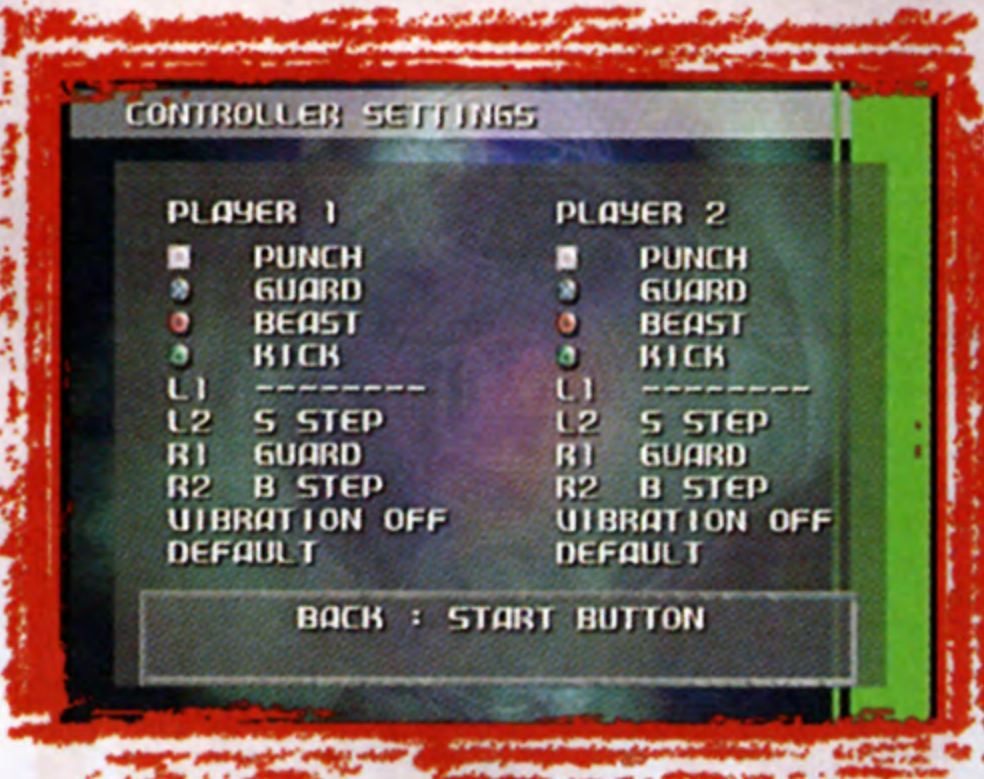 CONTROLLER SETTINGS
PLAYER 1
PUNCH
GUARD
BEAST
KICK
L1 --------
L2 S STEP
R1 GUARD
R2 B STEP
VIBRATION OFF
DEFAULT
PLAYER 2
PUNCH
GUARD
BEAST
KICK
L1 --------
L2 S STEP
R1 GUARD
R2 B STEP
VIBRATION OFF
DEFAULT
BACK : START BUTTON